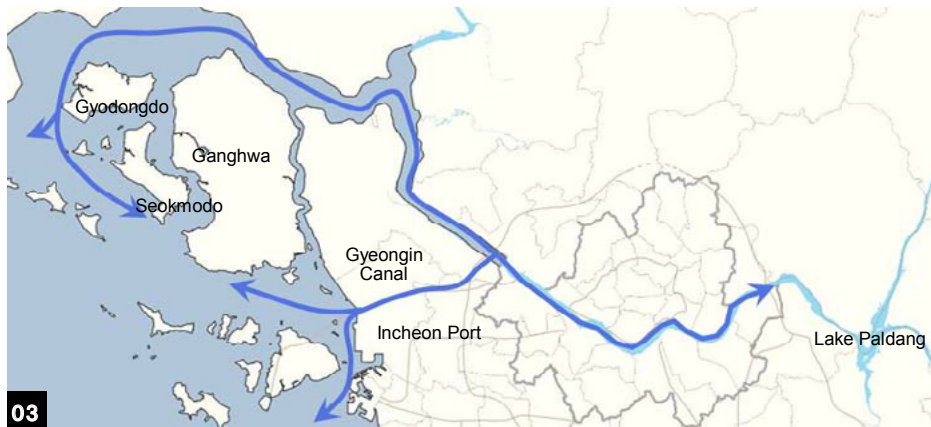 Gyodongdo
Ganghwa
Seokmodo
Gyeongin
Canal
Incheon Port
Lake Paldang
03